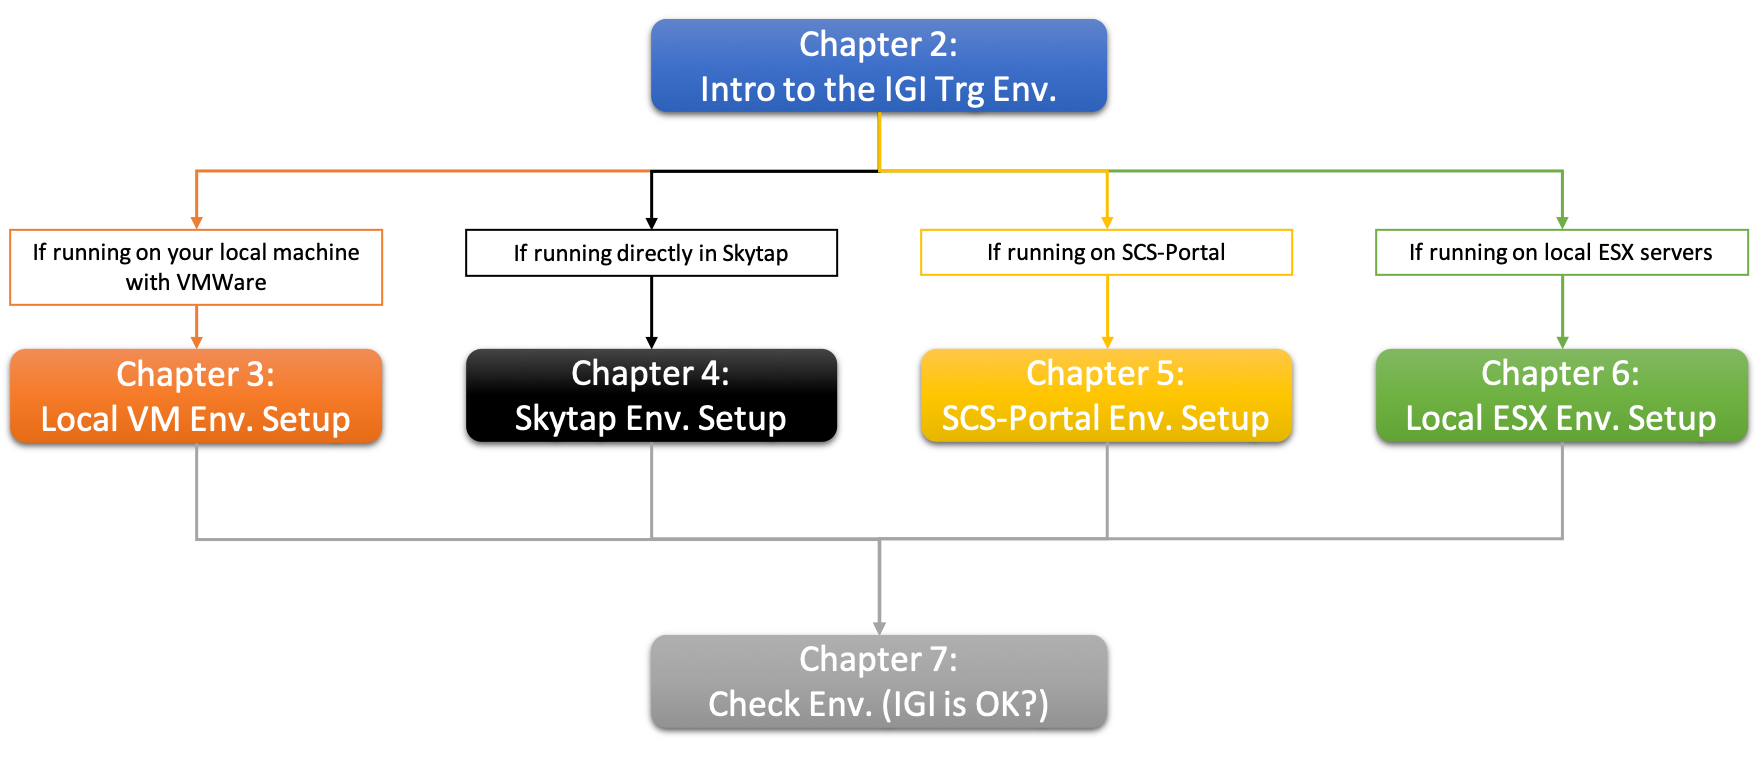 Chapter 2:
Intro to the IGI Trg Env.
If running on your local machine
with VMWare
If running directly in Skytap
If running on SCS-Portal
If running on local ESX servers
Chapter 3:
Local VM Env. Setup
Chapter 4:
Skytap Env. Setup
Chapter 5:
SCS-Portal Env. Setup
Chapter 6:
Local ESX Env. Setup
Chapter 7:
Check Env. (IGI is OK?)